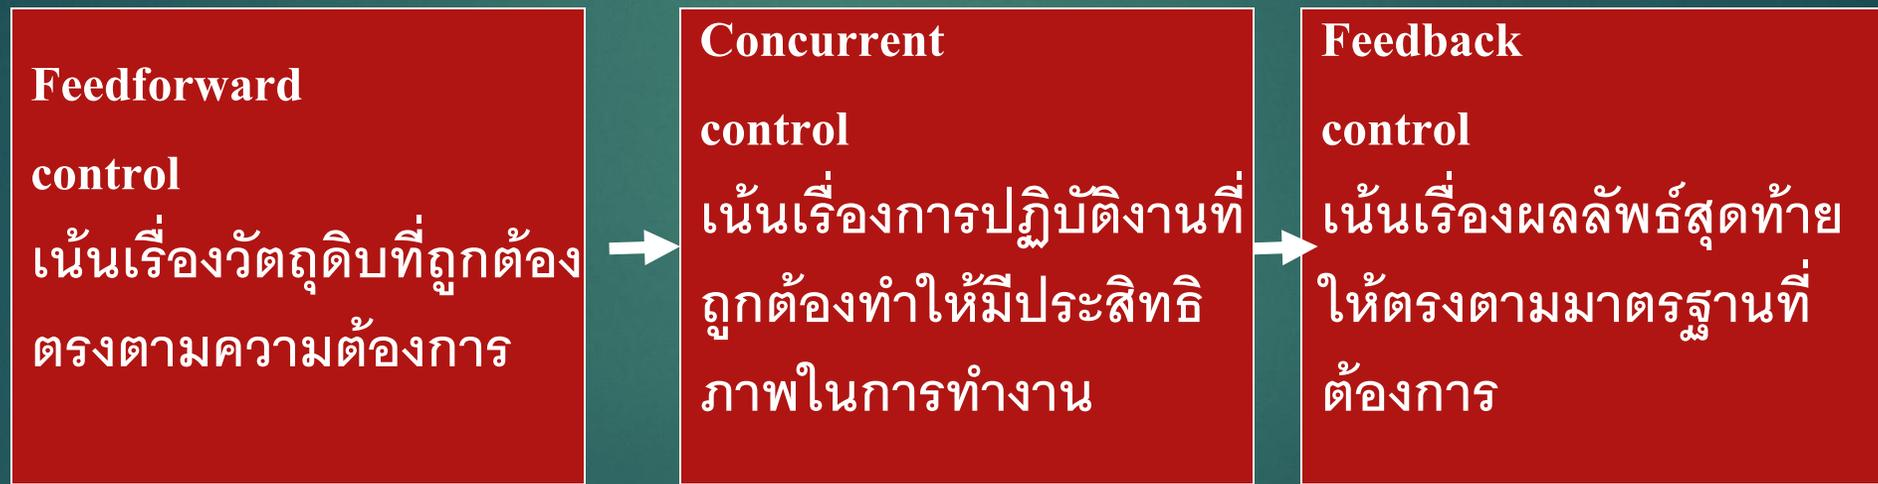 Feedforward
control
เน้นเรื่องวัตถุดิบที่ถูกต้อง
ตรงตามความต้องการ
Concurrent
control
เน้นเรื่องการปฏิบัติงานที่
ถูกต้องทำให้มีประสิทธิ
ภาพในการทำงาน
Feedback
control
เน้นเรื่องผลลัพธ์สุดท้าย
ให้ตรงตามมาตรฐานที่
ต้องการ